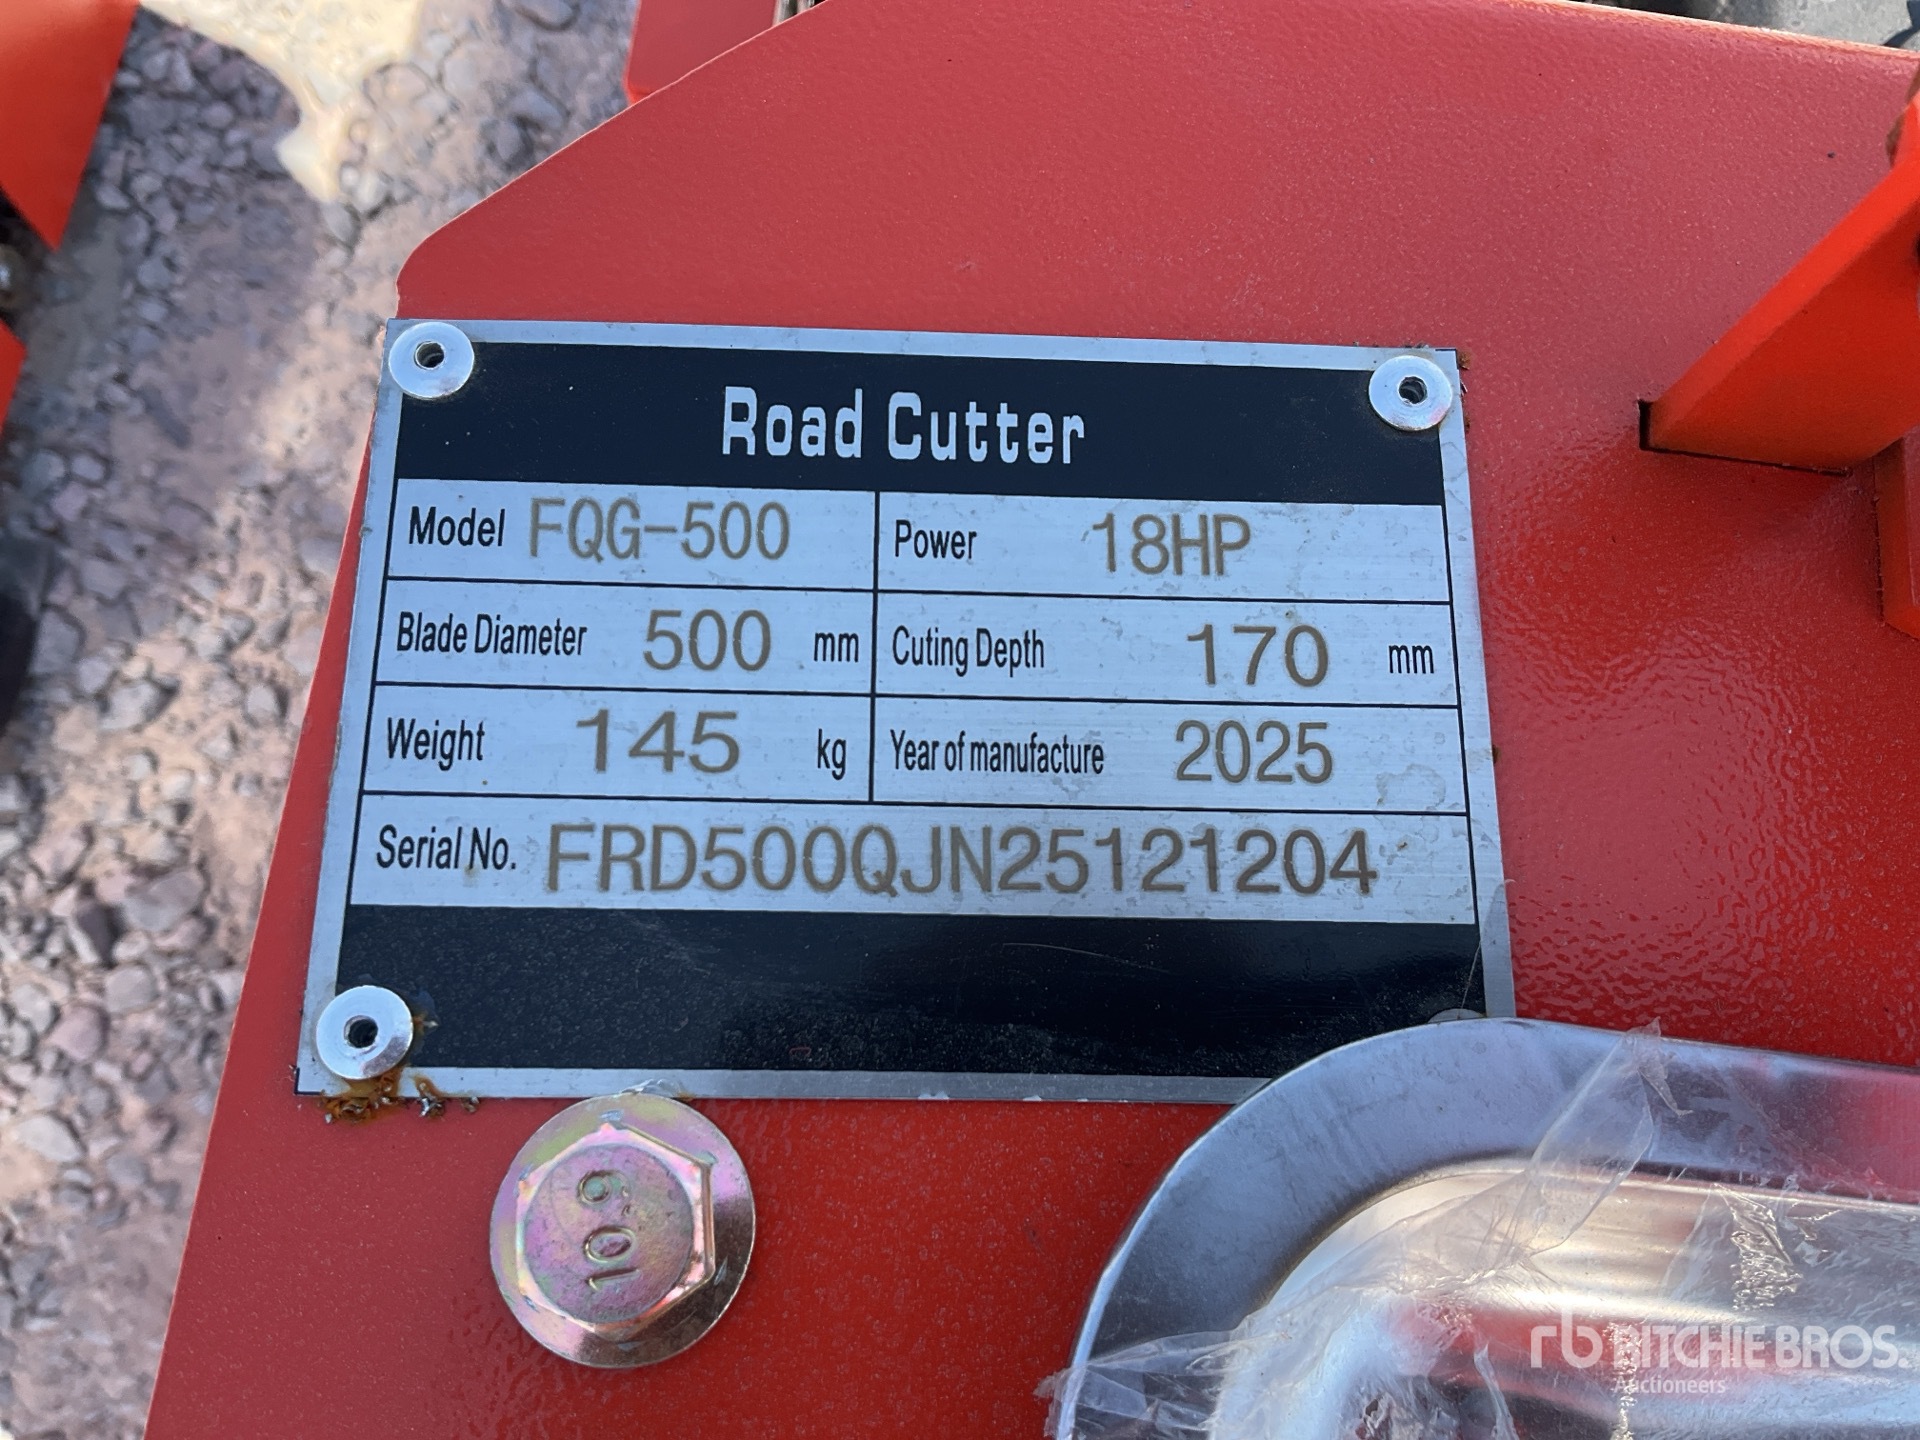 Road Cutter
Model FQG-500 Power 18HP
Blade Diameter 500 mm Cuting Depth 170 mm
Weight 145 kg Year of manufacture 2025
Serial No. FRD500QJN25121204
10.9
rb RITCHIE BROS.
Auctioneers